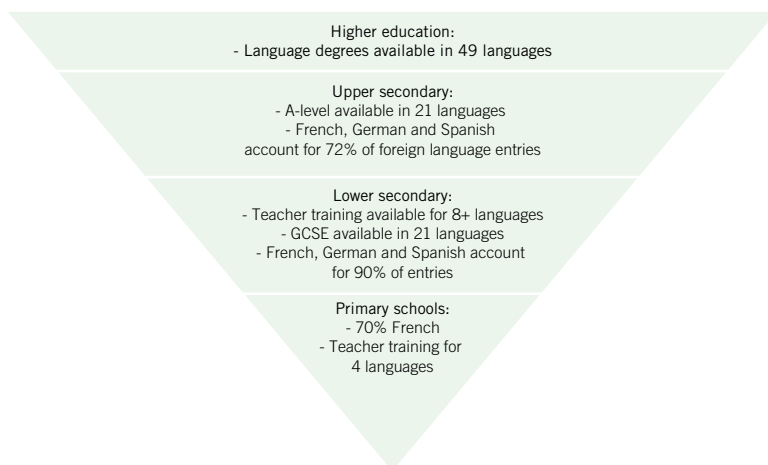 Higher education:
- Language degrees available in 49 languages
Upper secondary:
- A-level available in 21 languages
- French, German and Spanish
account for 72% of foreign language entries
Lower secondary:
- Teacher training available for 8+ languages
- GCSE available in 21 languages
- French, German and Spanish account
for 90% of entries
Primary schools:
- 70% French
- Teacher training for
4 languages